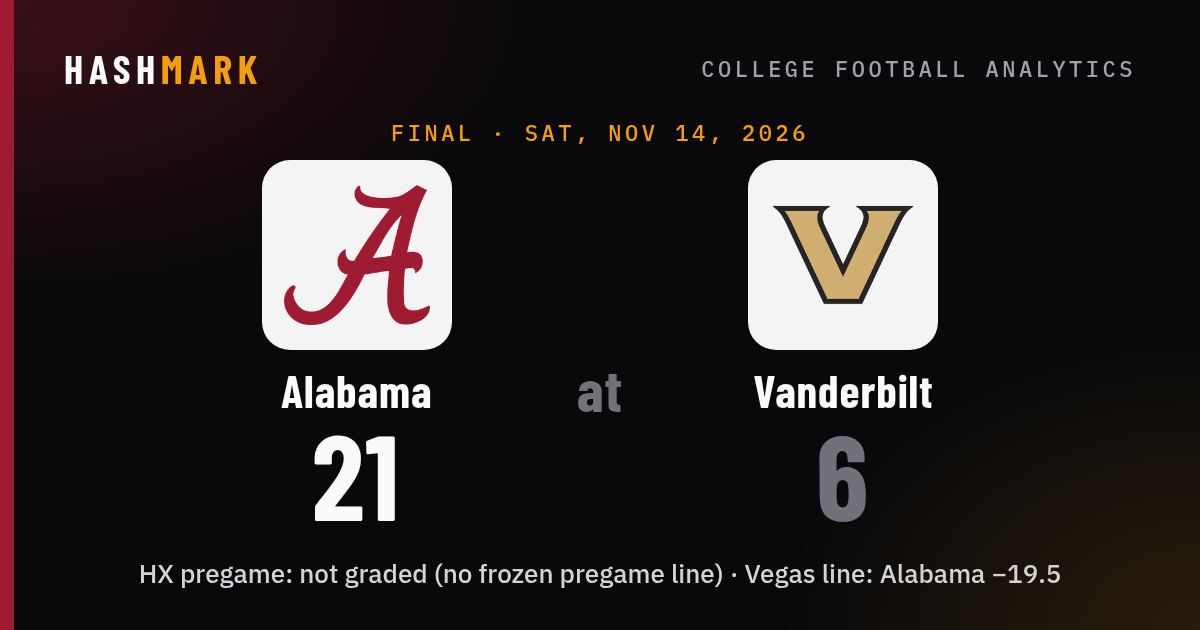 HASHMARK
COLLEGE FOOTBALL ANALYTICS
FINAL · SAT, NOV 14, 2026
A
V
Alabama
at
Vanderbilt
21
6
HX pregame: not graded (no frozen pregame line) · Vegas line: Alabama −19.5